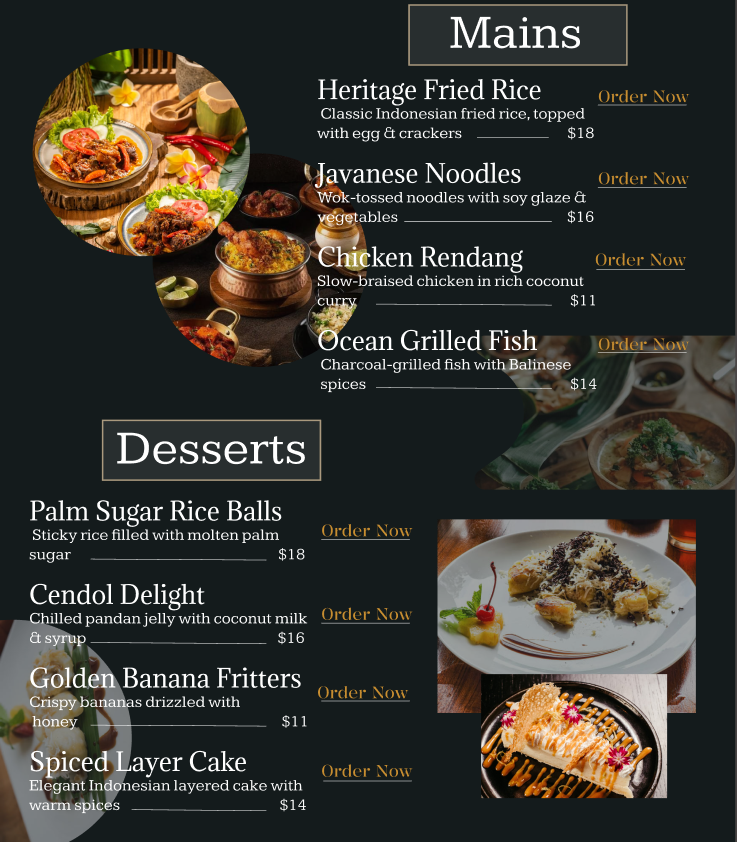 Mains
Heritage Fried Rice
Order Now
Classic Indonesian fried rice, topped
with egg & crackers $18
Javanese Noodles
Order Now
Wok-tossed noodles with soy glaze &
vegetables $16
Chicken Rendang
Order Now
Slow-braised chicken in rich coconut
curry $11
Ocean Grilled Fish
Order Now
Charcoal-grilled fish with Balinese
spices $14
Desserts
Palm Sugar Rice Balls
Order Now
Sticky rice filled with molten palm
sugar $18
Cendol Delight
Order Now
Chilled pandan jelly with coconut milk
& syrup $16
Golden Banana Fritters
Order Now
Crispy bananas drizzled with
honey $11
Spiced Layer Cake
Order Now
Elegant Indonesian layered cake with
warm spices $14